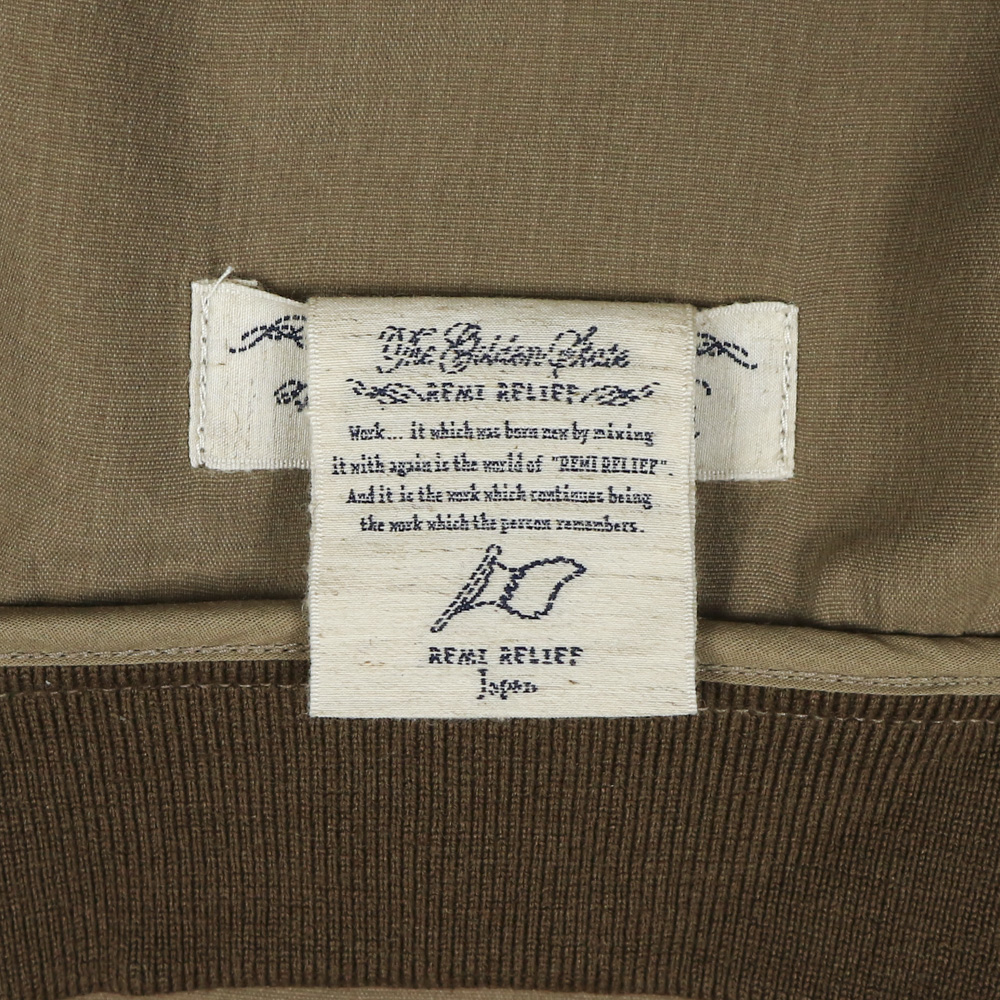 The Golden State
REMI RELIEF
Work... it which was born new by mixing
it with again is the world of "REMI RELIEF".
And it is the work which continues being
the work which the person remembers.
REMI RELIEF
Japan